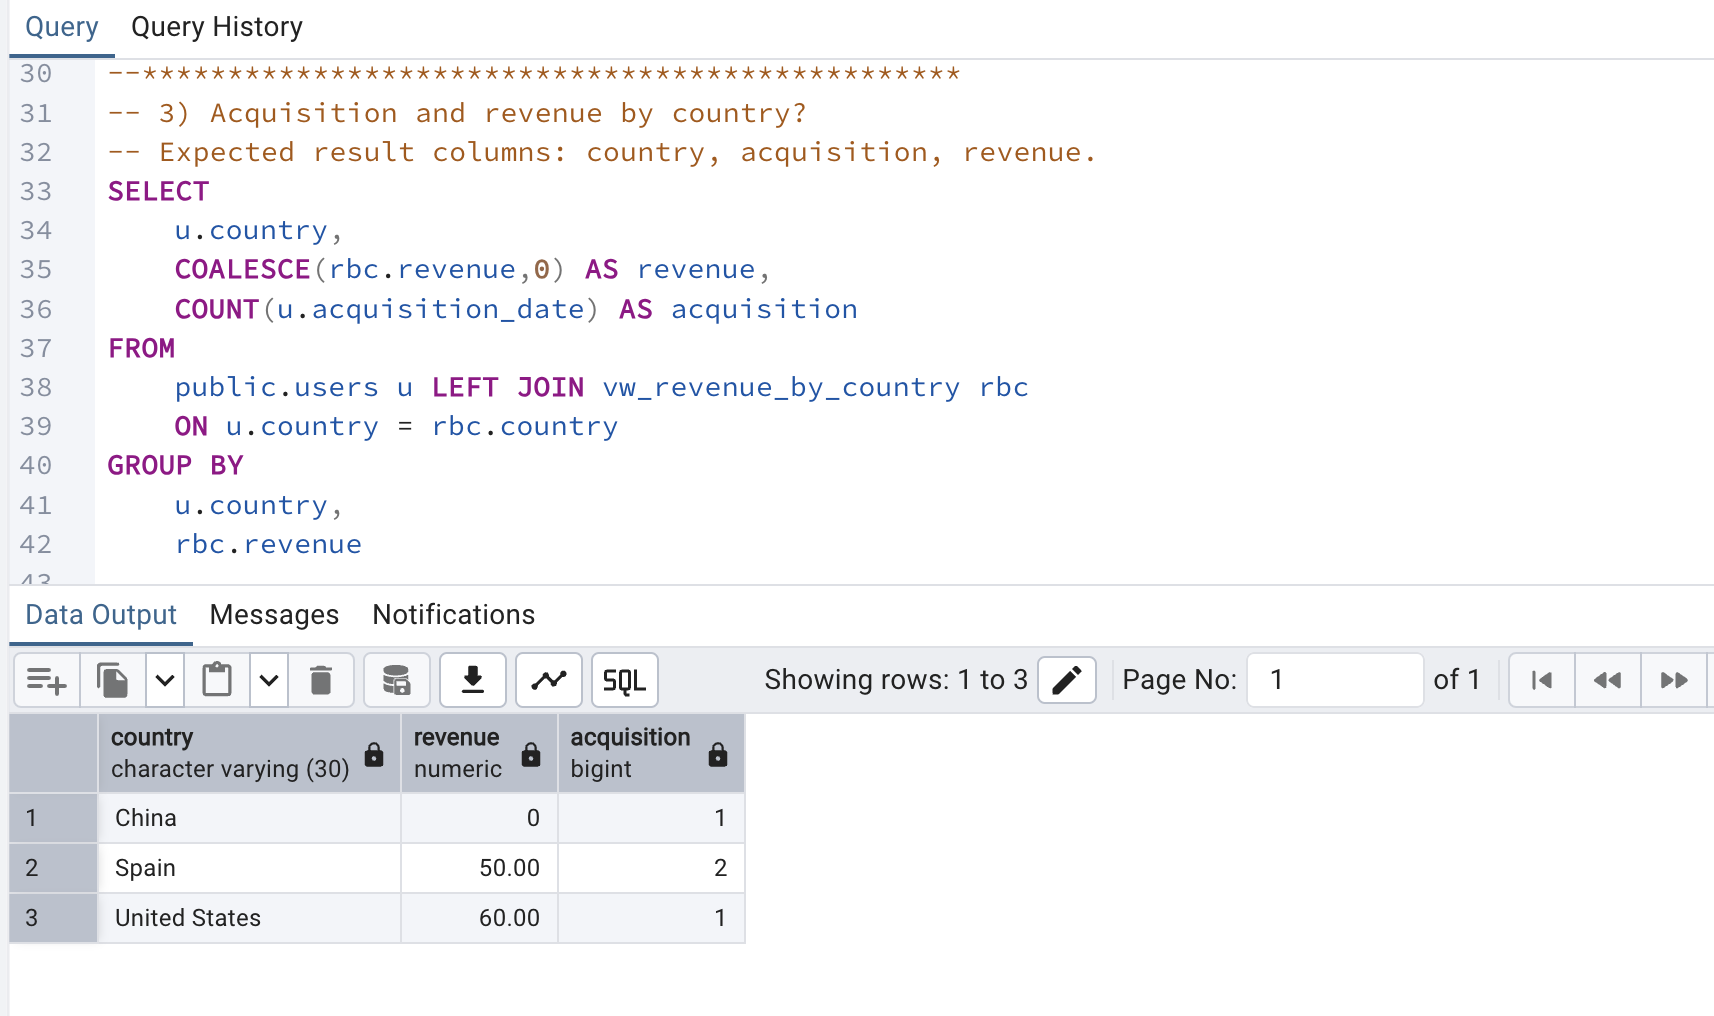 Query Query History
30 --************************************************
31 -- 3) Acquisition and revenue by country?
32 -- Expected result columns: country, acquisition, revenue.
33 SELECT
34 u.country,
35 COALESCE(rbc.revenue,0) AS revenue,
36 COUNT(u.acquisition_date) AS acquisition
37 FROM
38 public.users u LEFT JOIN vw_revenue_by_country rbc
39 ON u.country = rbc.country
40 GROUP BY
41 u.country,
42 rbc.revenue
43
Data Output Messages Notifications
SQL Showing rows: 1 to 3 Page No: 1 of 1
country revenue acquisition
character varying (30) numeric bigint
1 China 0 1
2 Spain 50.00 2
3 United States 60.00 1